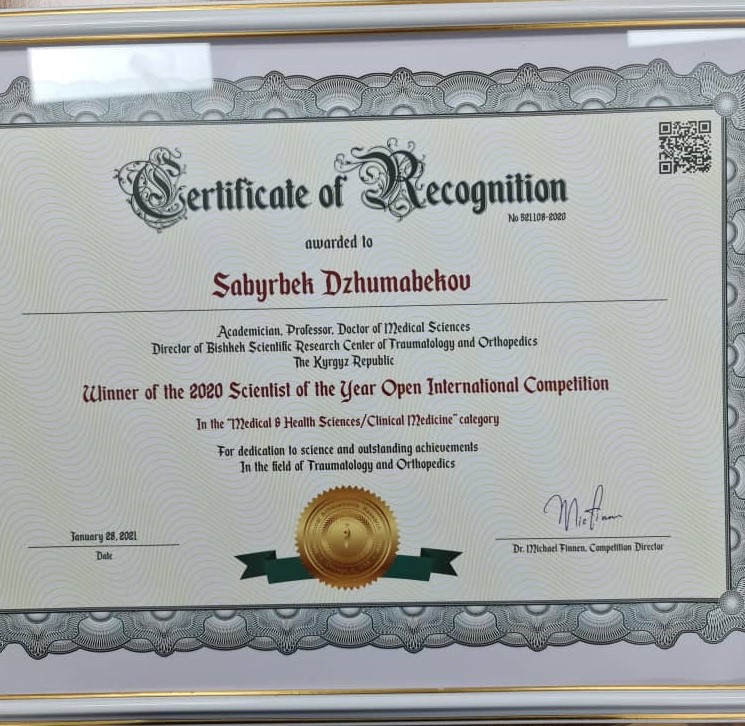 Certificate of Recognition
No 521108-2020
awarded to
Sabyrbek Dzhumabekov
Academician, Professor, Doctor of Medical Sciences
Director of Bishkek Scientific Research Center of Traumatology and Orthopedics
The Kyrgyz Republic
Winner of the 2020 Scientist of the Year Open International Competition
In the "Medical & Health Sciences/Clinical Medicine" category
For dedication to science and outstanding achievements
In the field of Traumatology and Orthopedics
January 28, 2021
Date
Dr. Michael Finnen, Competition Director